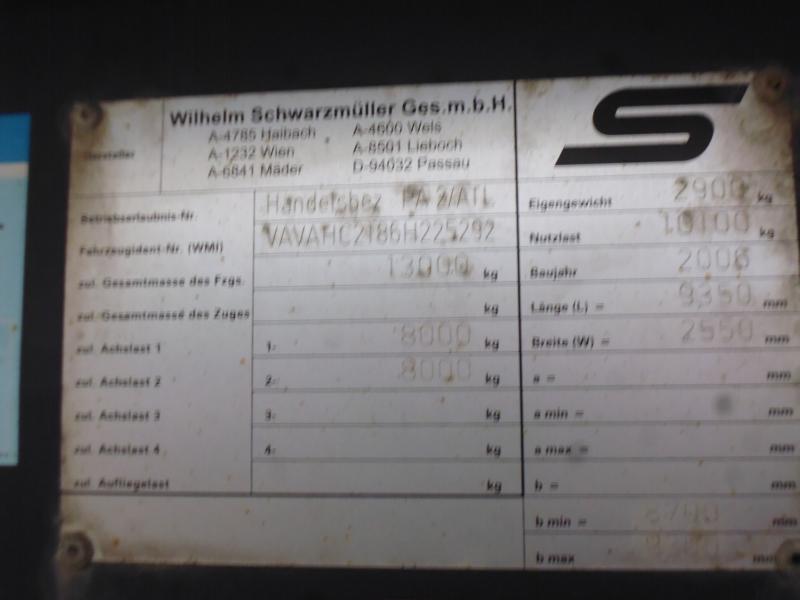 Wilhelm Schwarzmüller Ges.m.b.H.
A-4785 Haibach A-4600 Wels
Hersteller A-1232 Wien A-8501 Lieboch
A-6841 Mäder D-94032 Passau
Betriebserlaubnis-Nr. Handelsbez PA 2/ATL
Fahrzeugident-Nr. (WMI)
zul. Gesamtmasse des Fzgs. 13000 kg
zul. Gesamtmasse des Zuges kg
zul. Achslast 1 1: 8000 kg
zul. Achslast 2 2: 8000 kg
zul. Achslast 3 3: kg
zul. Achslast 4 4: kg
zul. Aufliegelast kg
Eigengewicht 2900 kg
Nutzlast 10100 kg
Baujahr 2006
Länge (L) = 9350 mm
Breite (W) = 2550 mm
a = mm
a min = mm
a max = mm
b = mm
b min = mm
b max mm